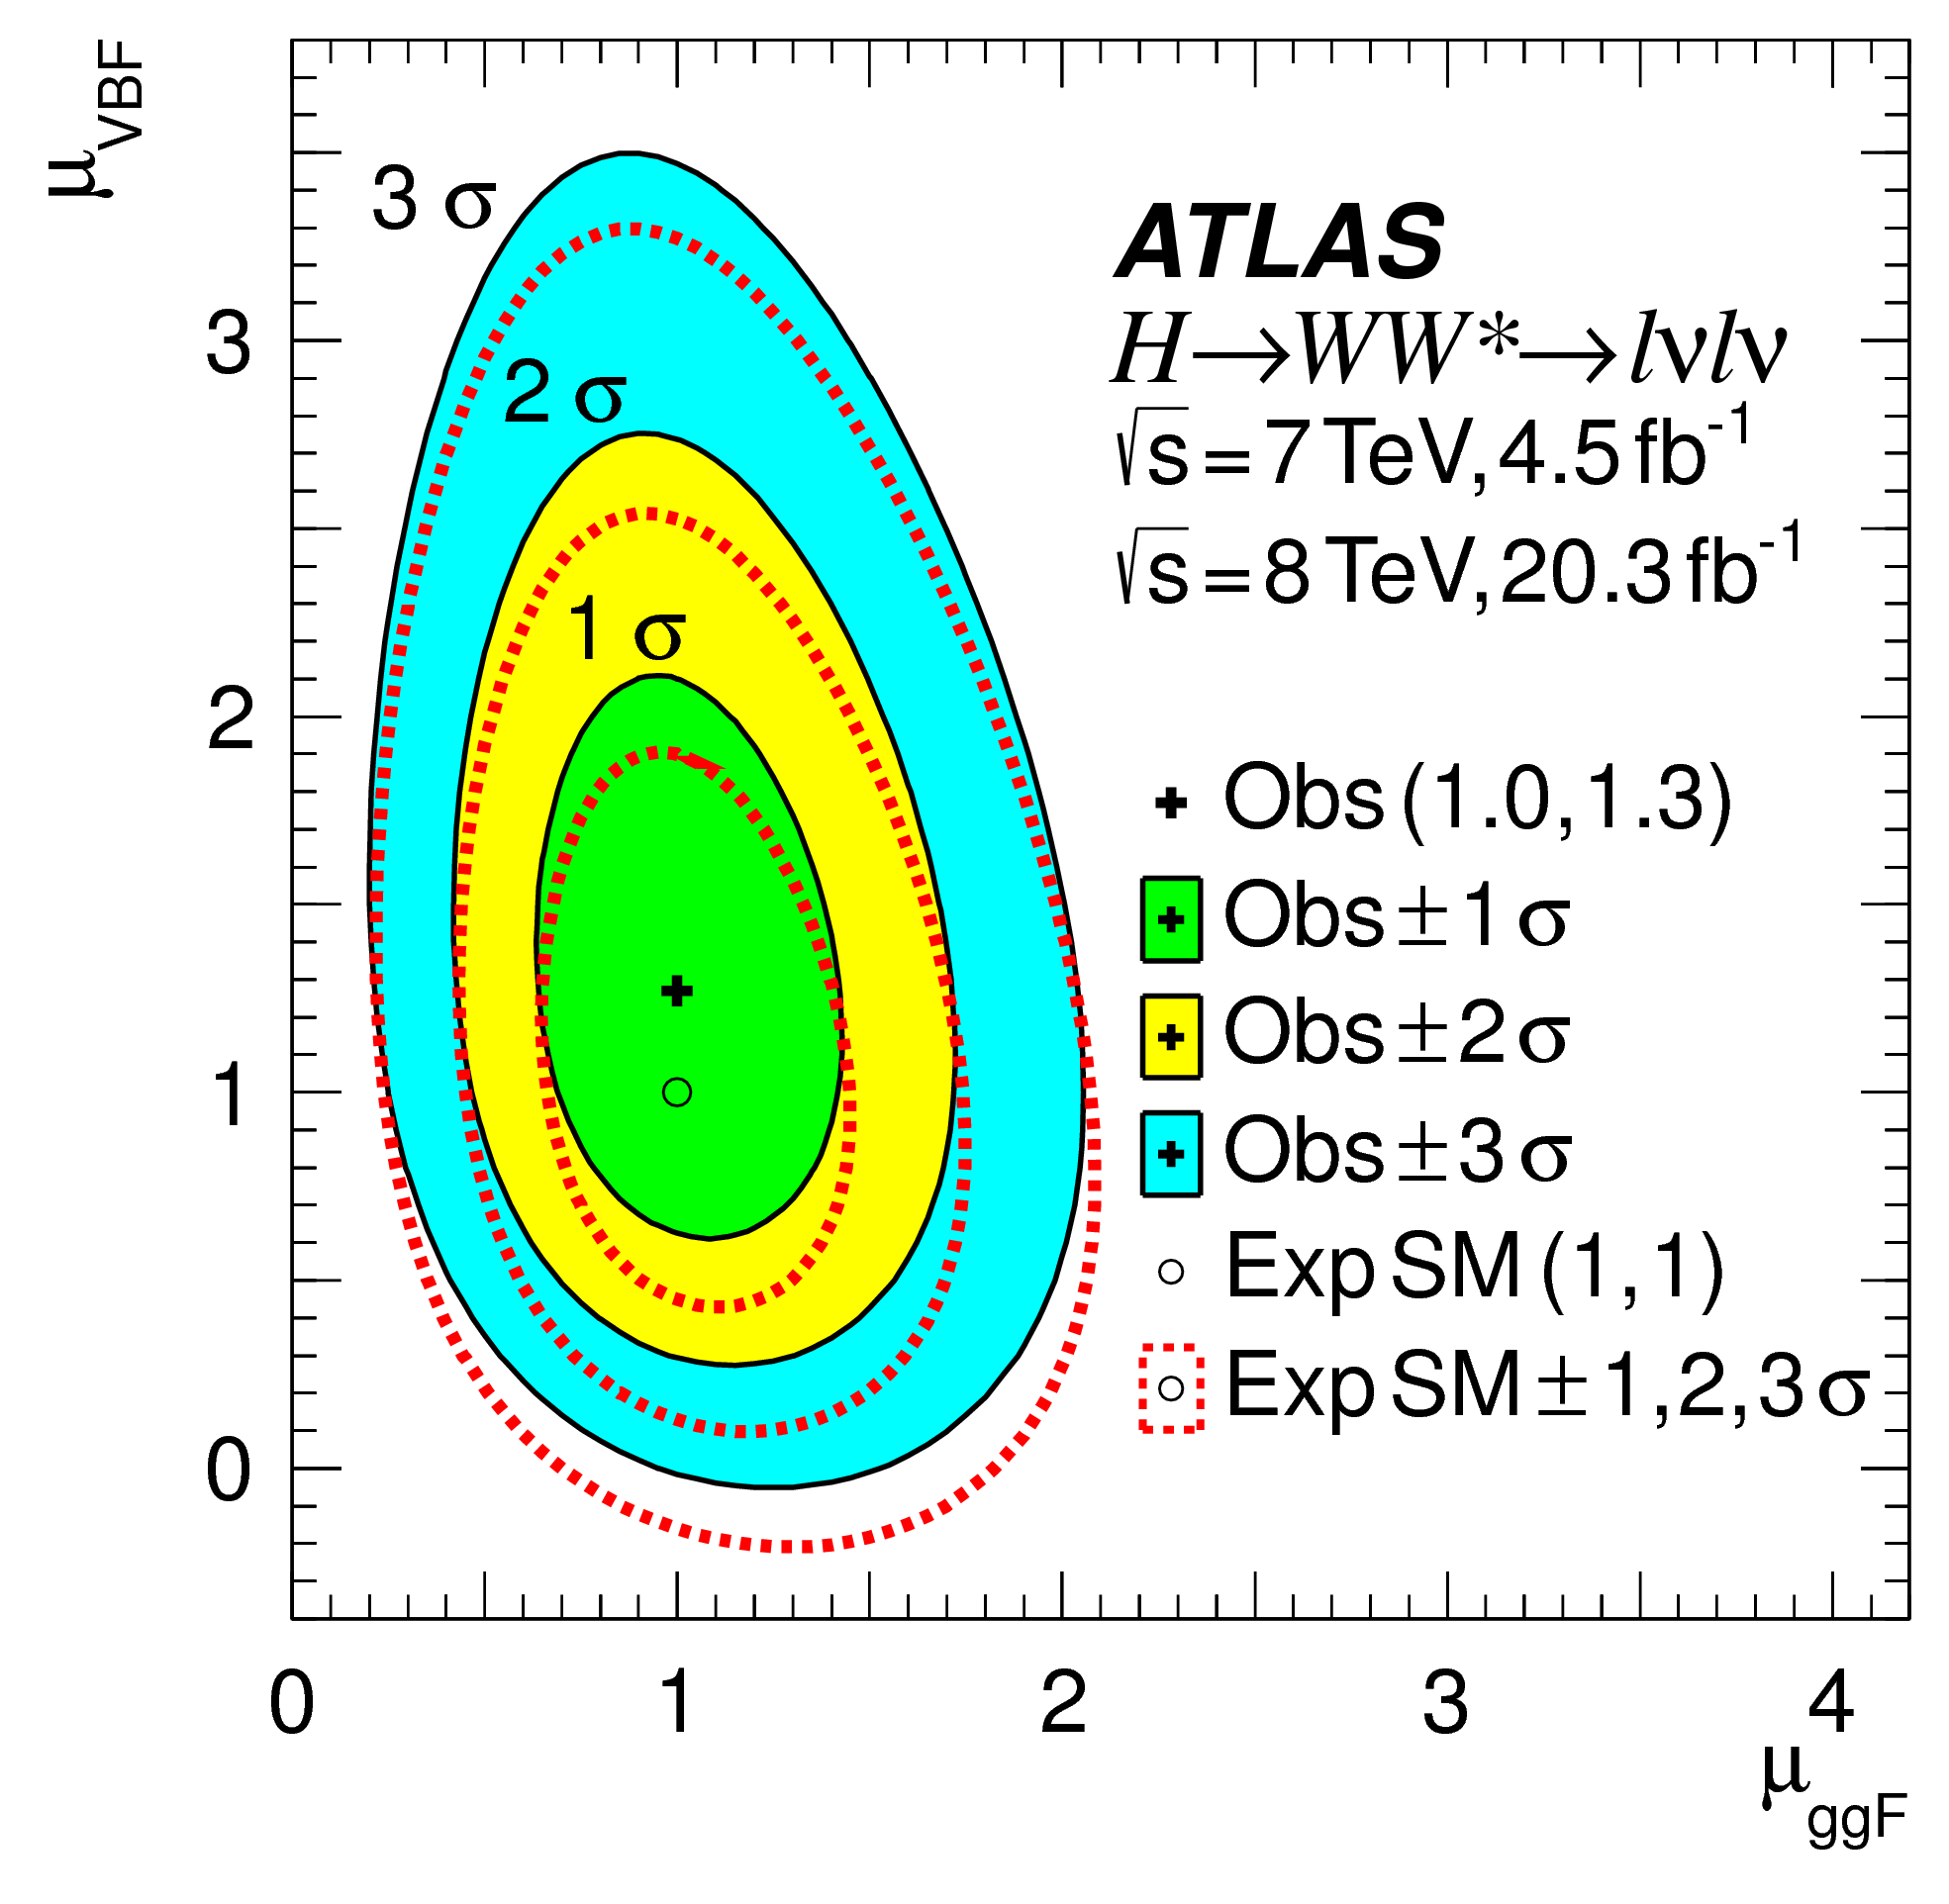 μVBF
3 σ
2 σ
1 σ
ATLAS
H→WW*→lνlν
√s = 7 TeV, 4.5 fb-1
√s = 8 TeV, 20.3 fb-1
Obs (1.0, 1.3)
Obs ± 1 σ
Obs ± 2 σ
Obs ± 3 σ
Exp SM (1, 1)
Exp SM ± 1, 2, 3 σ
3
2
1
0
0 1 2 3 4
μggF